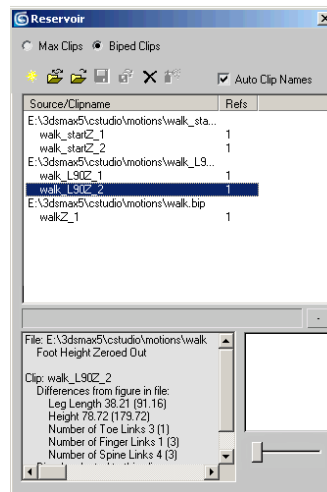 Reservoir
Max Clips Biped Clips
Auto Clip Names
Source/Clipname Refs
E:\3dsmax5\cstudio\motions\walk_sta...
walk_startZ_1 1
walk_startZ_2 1
E:\3dsmax5\cstudio\motions\walk_L9...
walk_L90Z_1 1
walk_L90Z_2 1
E:\3dsmax5\cstudio\motions\walk.bip
walkZ_1 1
File: E:\3dsmax5\cstudio\motions\walk
Foot Height Zeroed Out
Clip: walk_L90Z_2
Differences from figure in file:
Leg Length 38.21 (91.16)
Height 78.72 (179.72)
Number of Toe Links 3 (1)
Number of Finger Links 1 (3)
Number of Spine Links 4 (3)